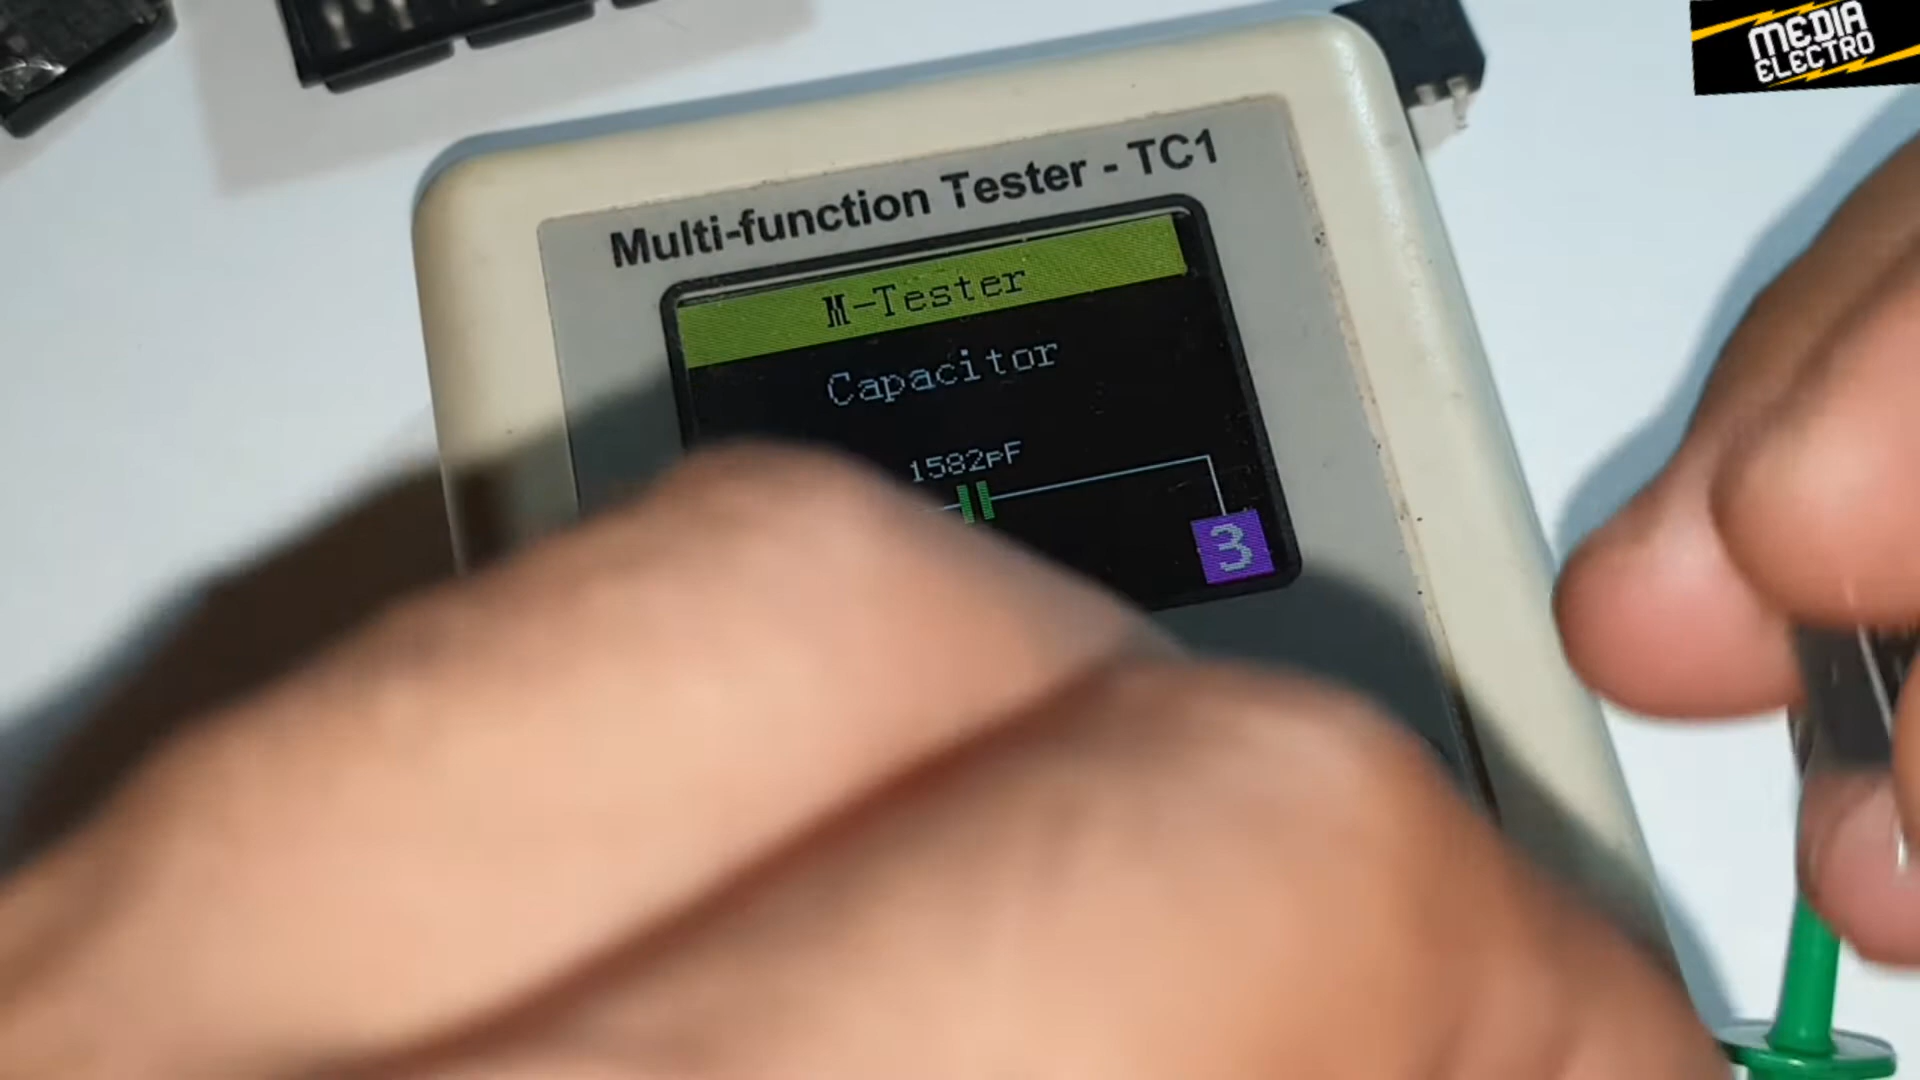 MEDIA
ELECTRO
Multi-function Tester - TC1
M-Tester
Capacitor
1582pF
3